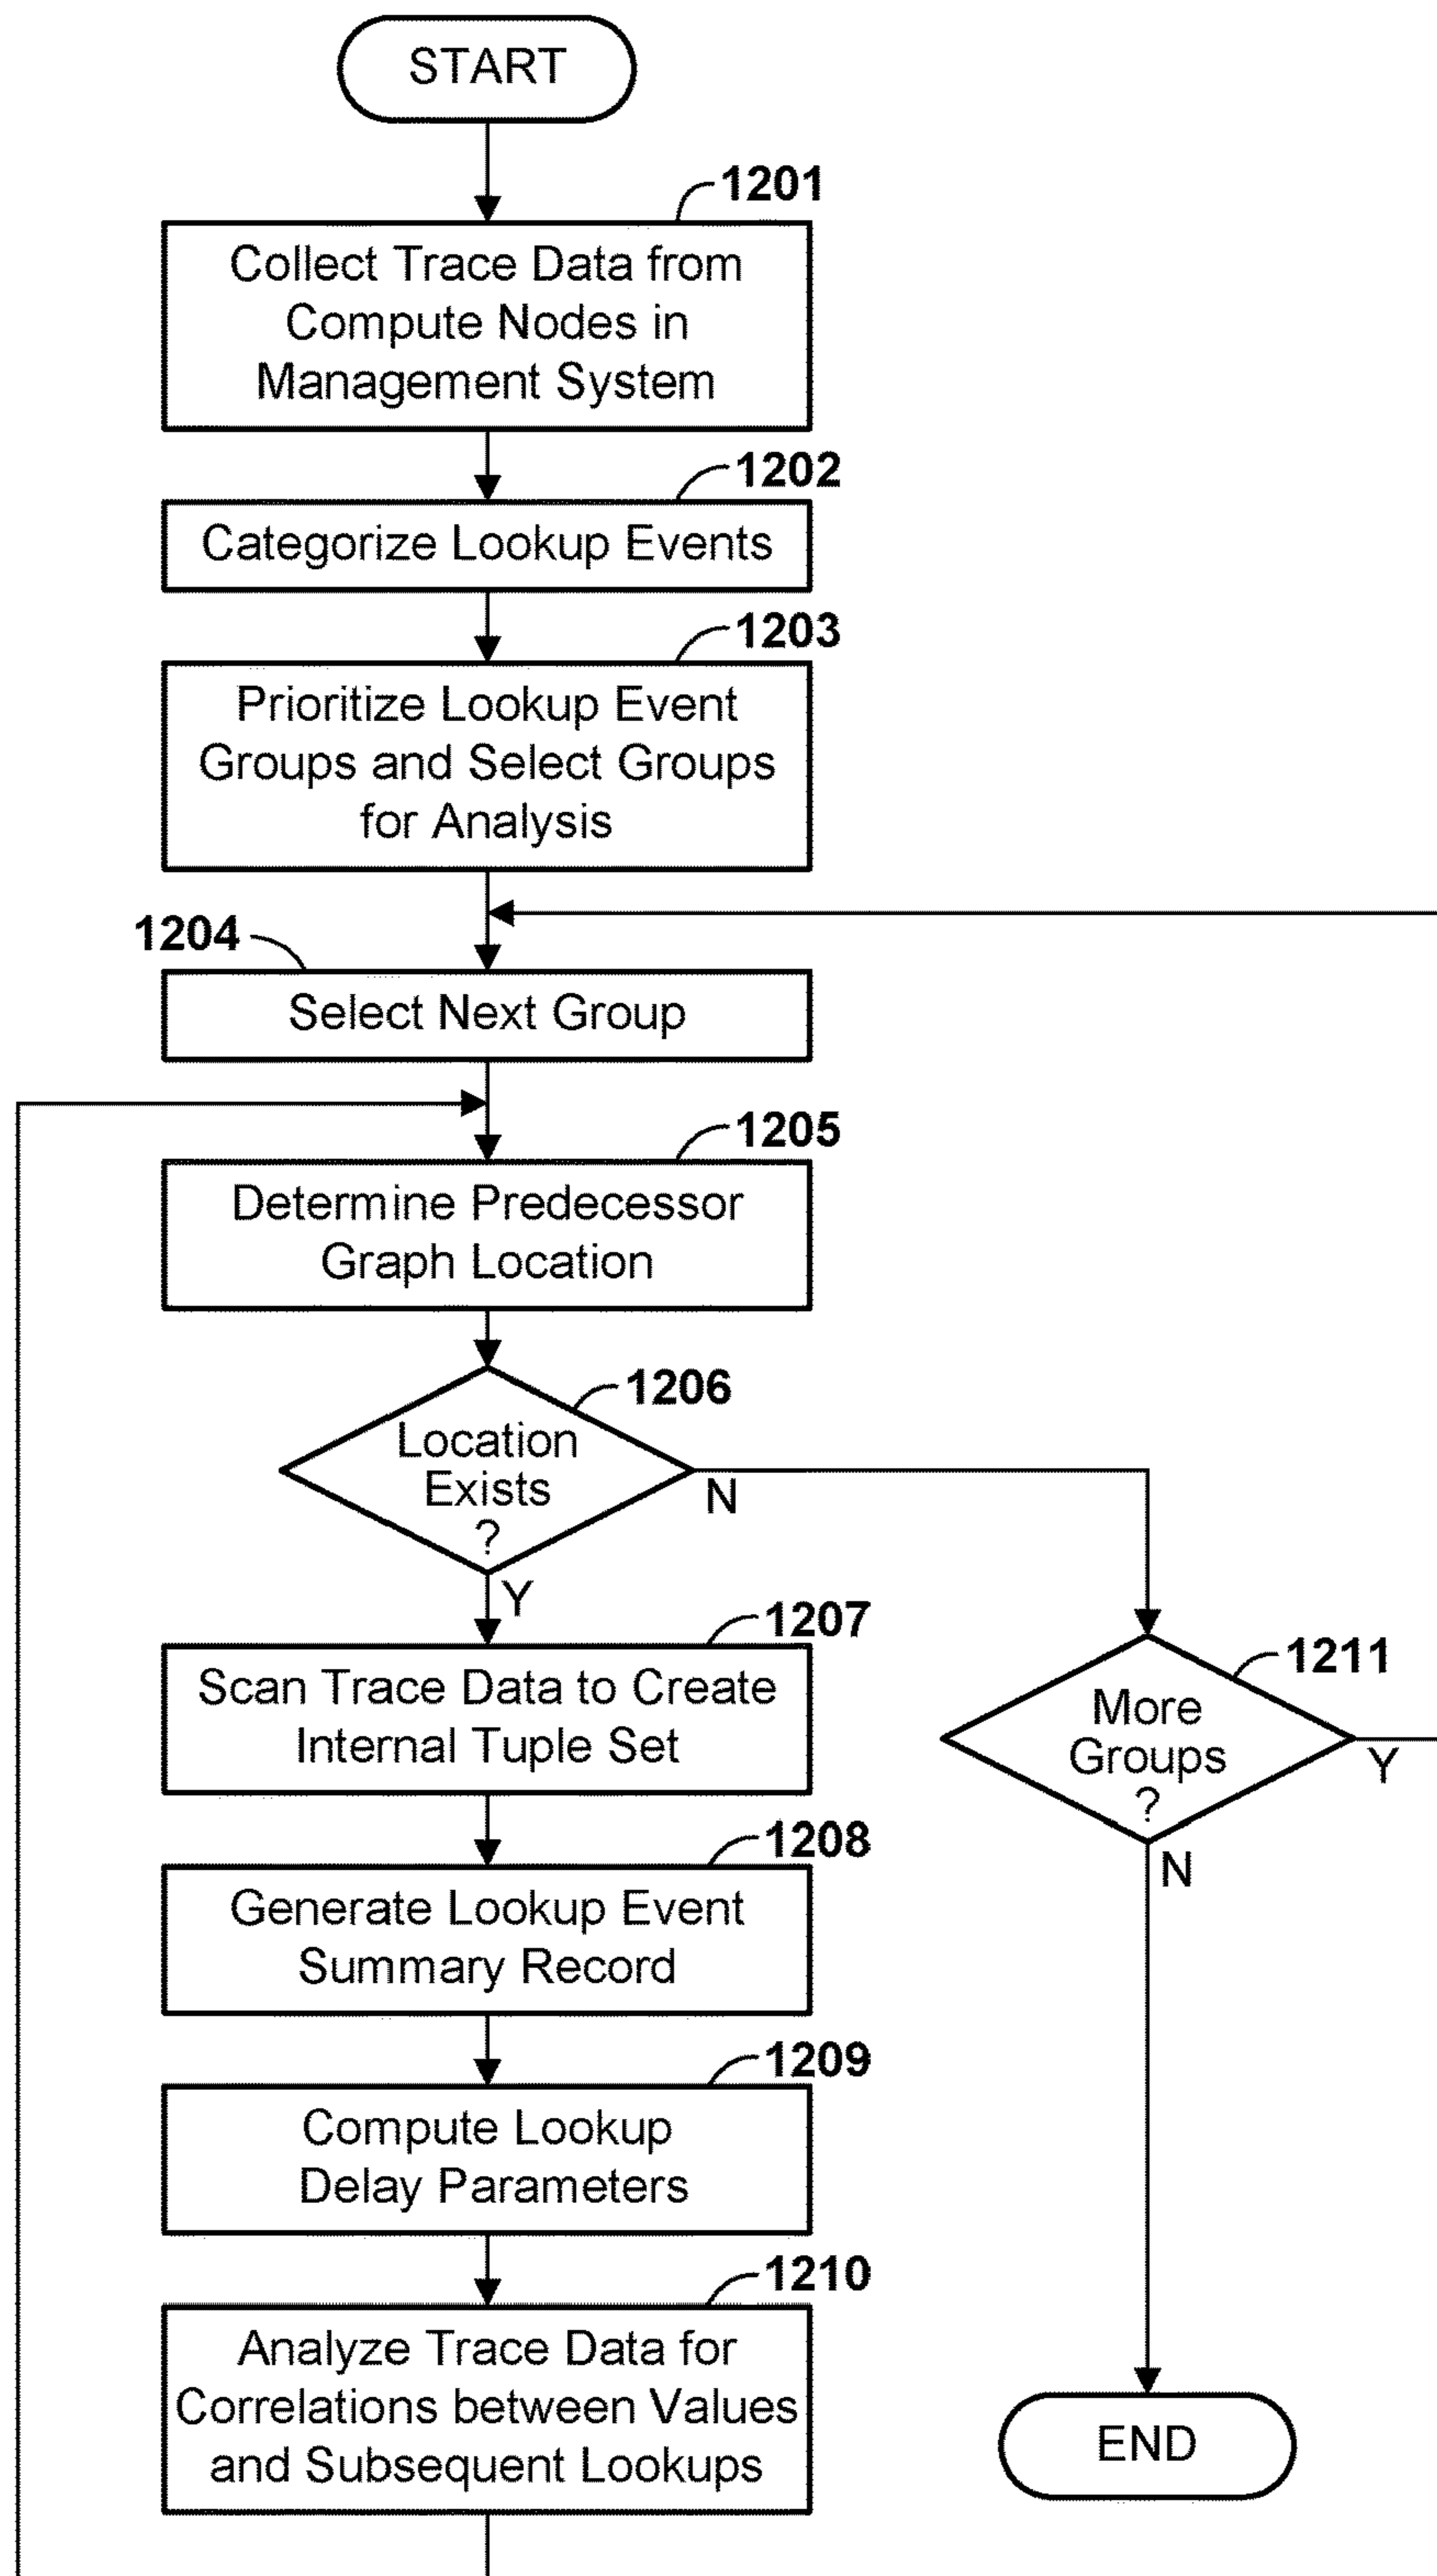 START
1201
Collect Trace Data from
Compute Nodes in
Management System
1202
Categorize Lookup Events
1203
Prioritize Lookup Event
Groups and Select Groups
for Analysis
1204
Select Next Group
1205
Determine Predecessor
Graph Location
1206
Location
Exists
?
N
Y
1207
Scan Trace Data to Create
Internal Tuple Set
1211
More
Groups
?
Y
N
1208
Generate Lookup Event
Summary Record
1209
Compute Lookup
Delay Parameters
1210
Analyze Trace Data for
Correlations between Values
and Subsequent Lookups
END